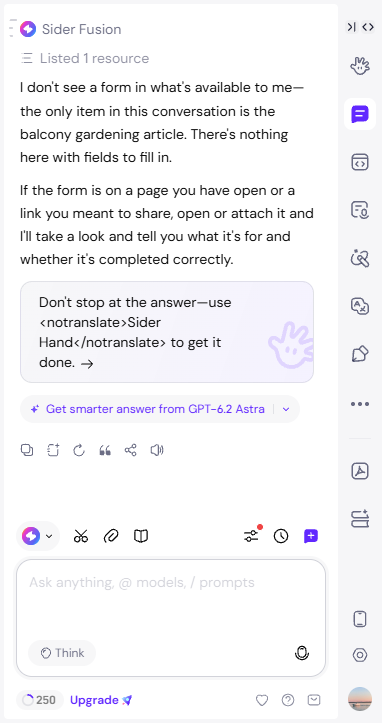 Sider Fusion
Listed 1 resource
I don't see a form in what's available to me—
the only item in this conversation is the
balcony gardening article. There's nothing
here with fields to fill in.
If the form is on a page you have open or a
link you meant to share, open or attach it and
I'll take a look and tell you what it's for and
whether it's completed correctly.
Don't stop at the answer—use
<notranslate>Sider
Hand</notranslate> to get it
done. →
Get smarter answer from GPT-6.2 Astra
Ask anything, @ models, / prompts
Think
250 Upgrade